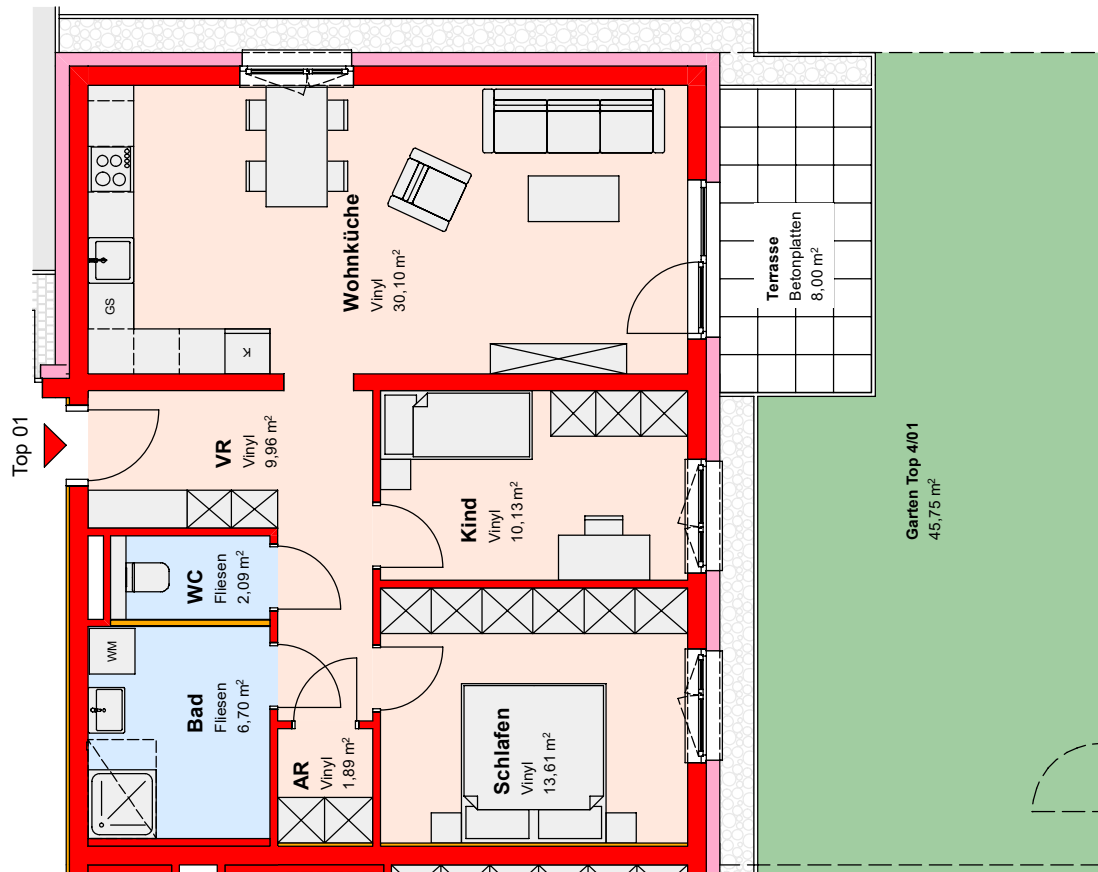 Top 01
Wohnküche
Vinyl
30,10 m²
GS
K
Terrasse
Betonplatten
8,00 m²
VR
Vinyl
9,96 m²
Kind
Vinyl
10,13 m²
Garten Top 4/01
45,75 m²
WC
Fliesen
2,09 m²
WM
Bad
Fliesen
6,70 m²
AR
Vinyl
1,89 m²
Schlafen
Vinyl
13,61 m²